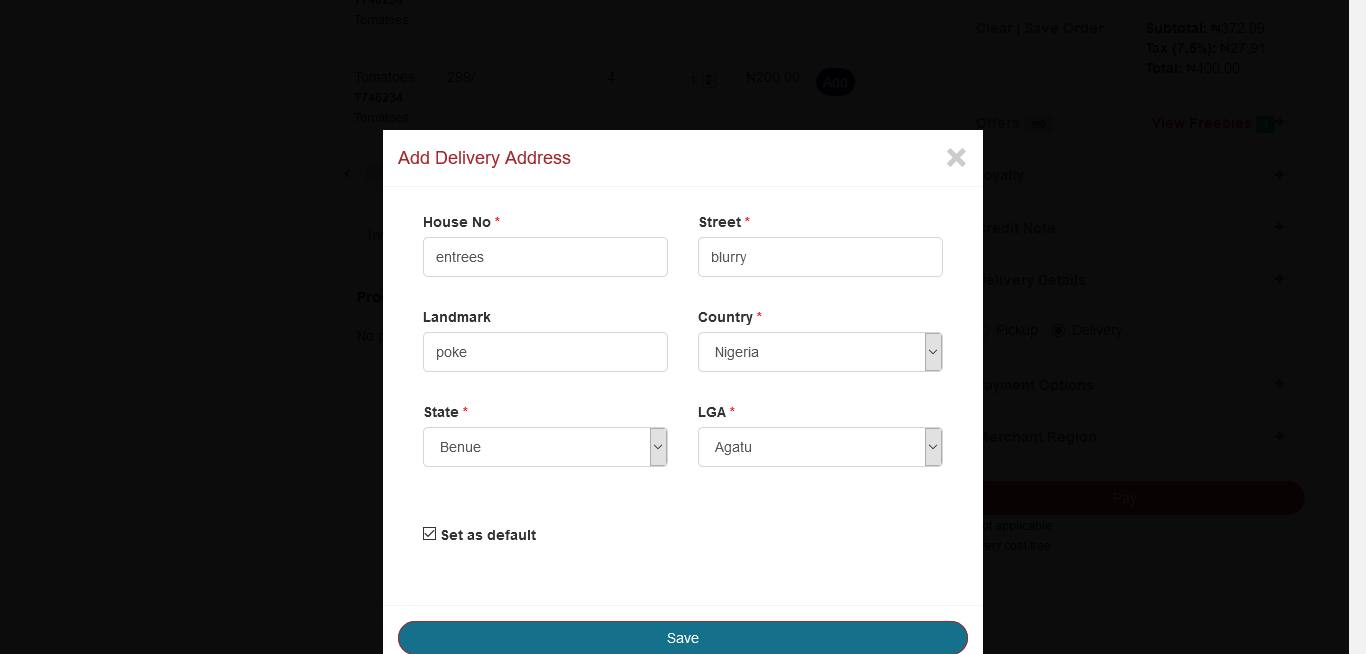 T746234
Tomatoes
Clear | Save Order
Subtotal: ₦372.09
Tax (7.5%): ₦27.91
Total: ₦400.00
Tomatoes 299/ 4 1 ₦200.00 Add
T746234
Tomatoes
Offers
View Freebies
Add Delivery Address
House No *
Street *
entrees
blurry
Landmark
Country *
poke
Nigeria
State *
LGA *
Benue
Agatu
Set as default
Save
Credit Note
Delivery Details
Pickup
Delivery
Payment Options
Merchant Region
Pay
applicable
cost free